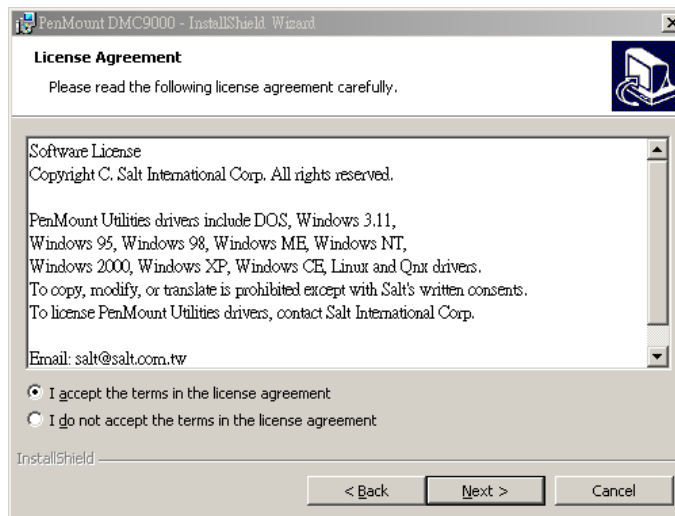 PenMount DMC9000 - InstallShield Wizard
License Agreement
Please read the following license agreement carefully.
Software License
Copyright C. Salt International Corp. All rights reserved.
PenMount Utilities drivers include DOS, Windows 3.11,
Windows 95, Windows 98, Windows ME, Windows NT,
Windows 2000, Windows XP, Windows CE, Linux and Qnx drivers.
To copy, modify, or translate is prohibited except with Salt's written consents.
To license PenMount Utilities drivers, contact Salt International Corp.
Email: salt@salt.com.tw
I accept the terms in the license agreement
I do not accept the terms in the license agreement
InstallShield
< Back Next > Cancel